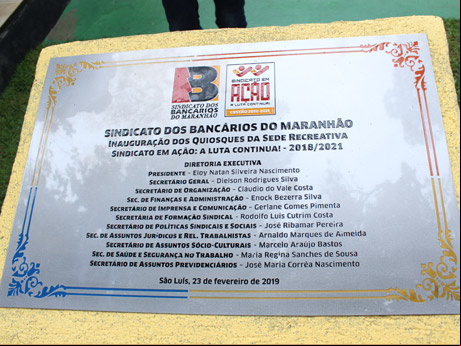 B
SINDICATO DOS
BANCÁRIOS
DO MARANHÃO
SINDICATO EM
AÇÃO
A LUTA CONTINUA!
GESTÃO 2018-2021
SINDICATO DOS BANCÁRIOS DO MARANHÃO
INAUGURAÇÃO DOS QUIOSQUES DA SEDE RECREATIVA
SINDICATO EM AÇÃO: A LUTA CONTINUA! - 2018/2021
DIRETORIA EXECUTIVA
PRESIDENTE - Eloy Natan Silveira Nascimento
SECRETÁRIO GERAL - Dielson Rodrigues Silva
SECRETÁRIO DE ORGANIZAÇÃO - Cláudio do Vale Costa
SEC. DE FINANÇAS E ADMINISTRAÇÃO - Enock Bezerra Silva
SECRETÁRIO DE IMPRENSA E COMUNICAÇÃO - Gerlane Gomes Pimenta
SECRETÁRIA DE FORMAÇÃO SINDICAL - Rodolfo Luis Cutrim Costa
SECRETÁRIO DE POLÍTICAS SINDICAIS E SOCIAIS - José Ribamar Pereira
SEC. DE ASSUNTOS JURÍDICOS E REL. TRABALHISTAS - Arnaldo Marques de Almeida
SECRETÁRIO DE ASSUNTOS SÓCIO-CULTURAIS - Marcelo Araújo Bastos
SEC. DE SAÚDE E SEGURANÇA NO TRABALHO - Maria Regina Sanches de Sousa
SECRETÁRIO DE ASSUNTOS PREVIDENCIÁRIOS - José Maria Corrêa Nascimento
São Luís, 23 de fevereiro de 2019